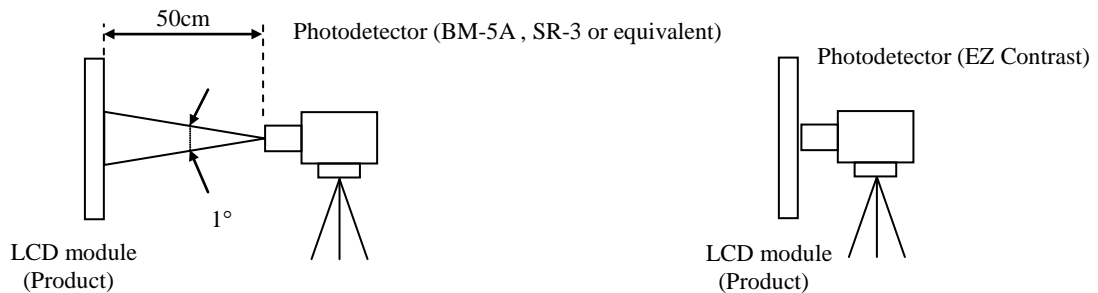 50cm
Photodetector (BM-5A , SR-3 or equivalent)
1°
LCD module
(Product)
Photodetector (EZ Contrast)
LCD module
(Product)